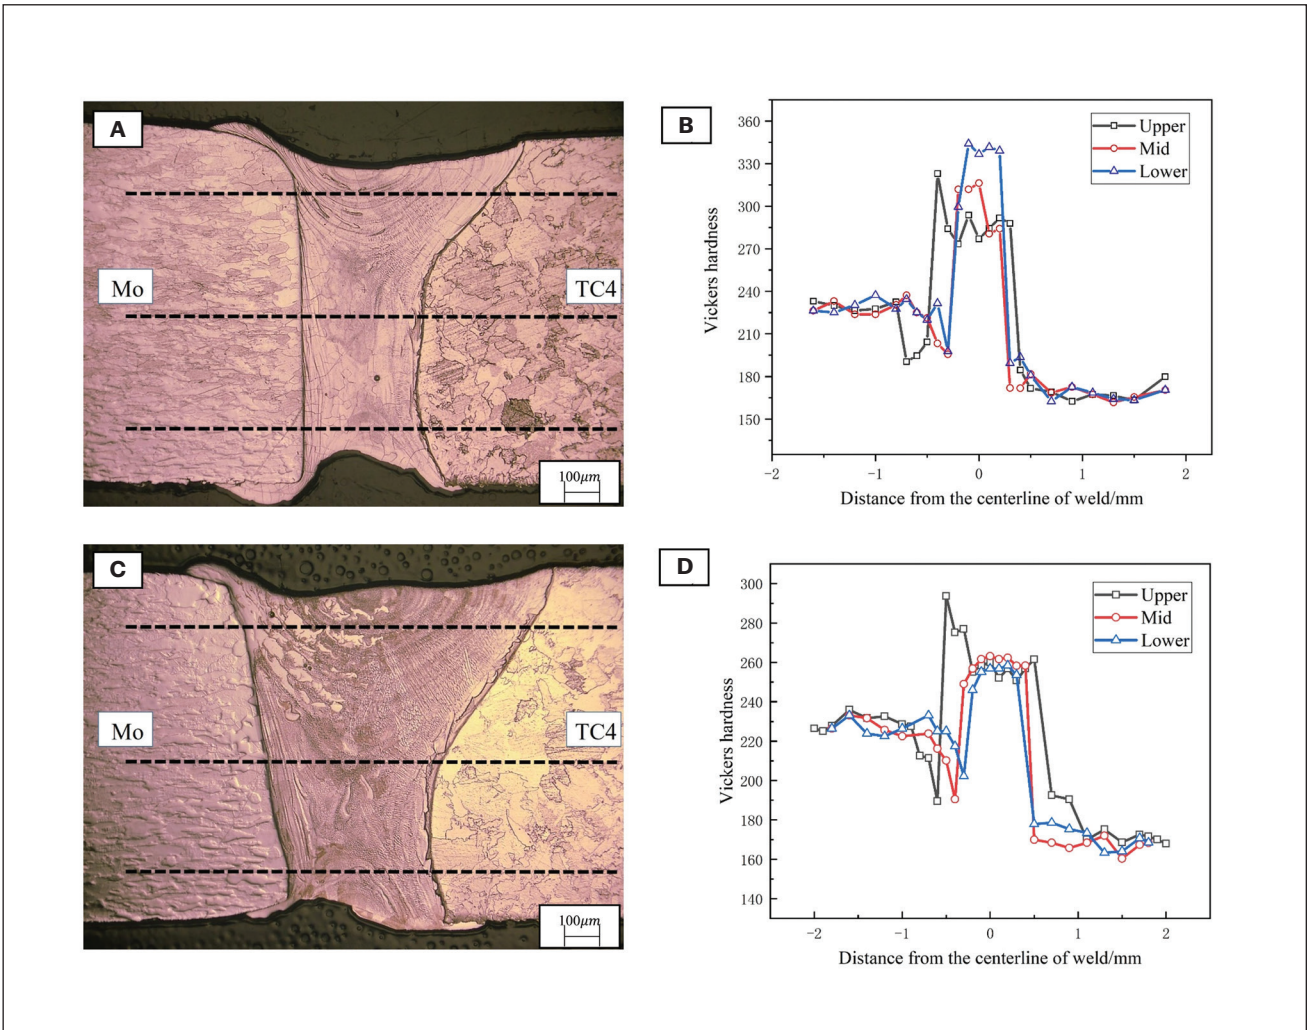 A
Mo
TC4
100μm
B
Upper
Mid
Lower
360
330
300
270
240
210
180
150
-2
-1
0
1
2
Vickers hardness
Distance from the centerline of weld/mm
C
Mo
TC4
100μm
D
Upper
Mid
Lower
300
280
260
240
220
200
180
160
140
-2
-1
0
1
2
Vickers hardness
Distance from the centerline of weld/mm